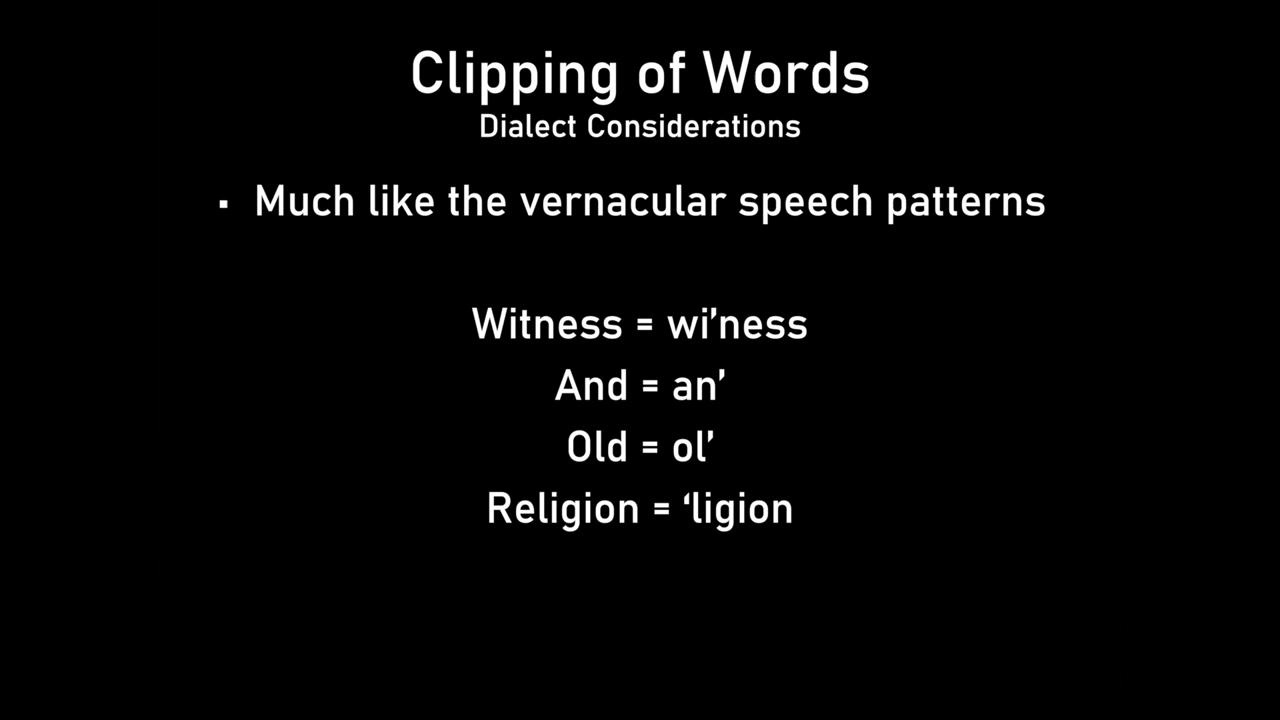 Clipping of Words
Dialect Considerations
▪ Much like the vernacular speech patterns
Witness = wi’ness
And = an’
Old = ol’
Religion = ‘ligion